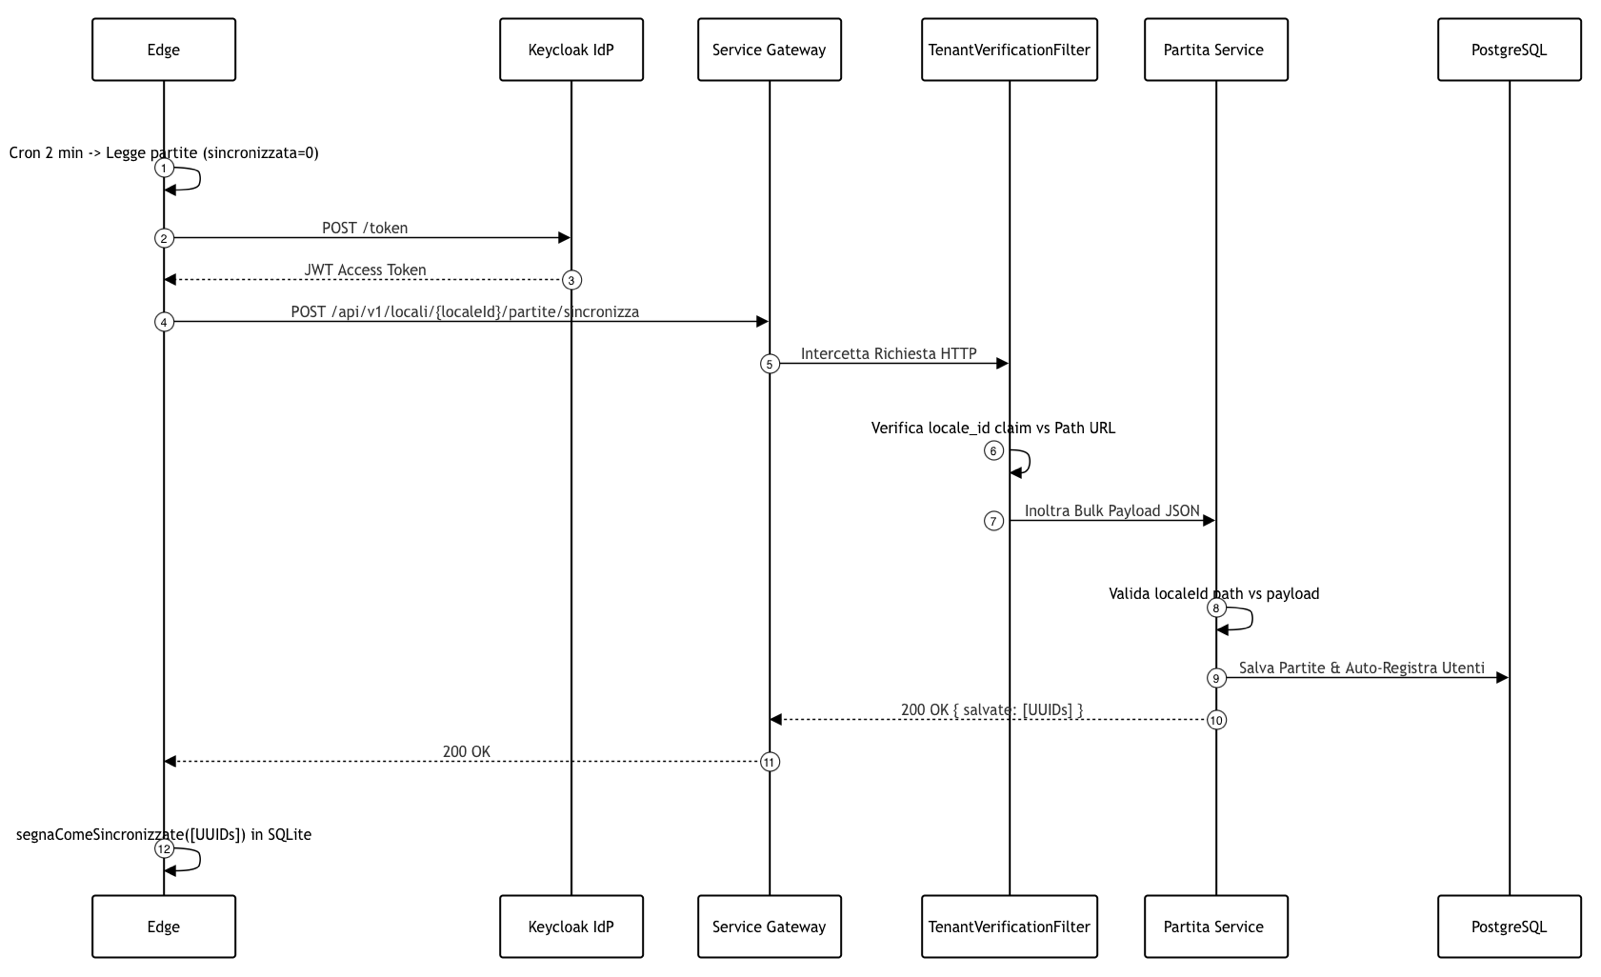 Edge
Keycloak IdP
Service Gateway
TenantVerificationFilter
Partita Service
PostgreSQL
Cron 2 min -> Legge partite (sincronizzata=0)
1
POST /token
2
JWT Access Token
3
POST /api/v1/locali/{localeId}/partite/sincronizza
4
Intercetta Richiesta HTTP
5
Verifica locale_id claim vs Path URL
6
Inoltra Bulk Payload JSON
7
Valida localeId path vs payload
8
Salva Partite & Auto-Registra Utenti
9
200 OK { salvate: [UUIDs] }
10
200 OK
11
segnaComeSincronizzate([UUIDs]) in SQLite
12
Edge
Keycloak IdP
Service Gateway
TenantVerificationFilter
Partita Service
PostgreSQL